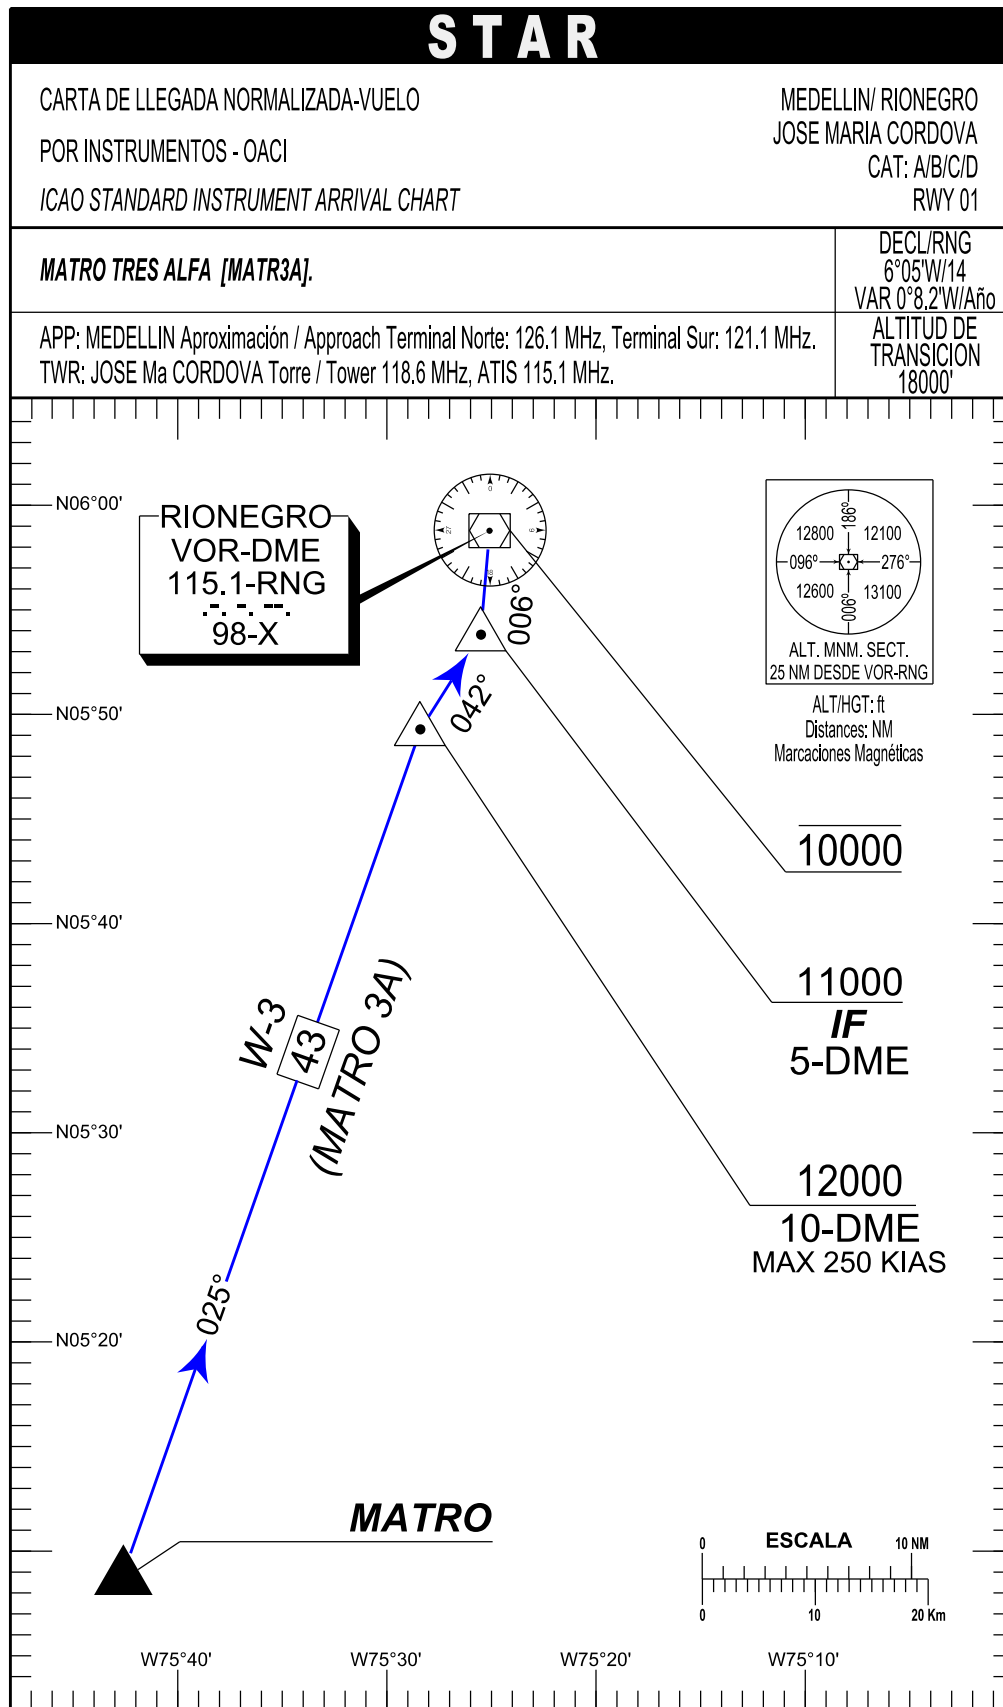 STAR
CARTA DE LLEGADA NORMALIZADA-VUELO
POR INSTRUMENTOS - OACI
ICAO STANDARD INSTRUMENT ARRIVAL CHART
MEDELLIN/ RIONEGRO
JOSE MARIA CORDOVA
CAT: A/B/C/D
RWY 01
MATRO TRES ALFA [MATR3A].
DECL/RNG
6°05'W/14
VAR 0°8,2'W/Año
APP: MEDELLIN Aproximación / Approach Terminal Norte: 126.1 MHz, Terminal Sur: 121.1 MHz.
TWR: JOSE Ma CORDOVA Torre / Tower 118.6 MHz, ATIS 115.1 MHz.
ALTITUD DE
TRANSICION
18000'
N06°00'
RIONEGRO
VOR-DME
115.1-RNG
98-X
0
9
18
27
006°
042°
12800
186°
12100
096°
276°
12600
006°
13100
ALT. MNM. SECT.
25 NM DESDE VOR-RNG
ALT/HGT: ft
Distances: NM
Marcaciones Magnéticas
N05°50'
10000
N05°40'
11000
IF
5-DME
W-3
43
(MATRO 3A)
N05°30'
12000
10-DME
MAX 250 KIAS
025°
N05°20'
MATRO
ESCALA
0
10 NM
0
10
20 Km
W75°40'
W75°30'
W75°20'
W75°10'